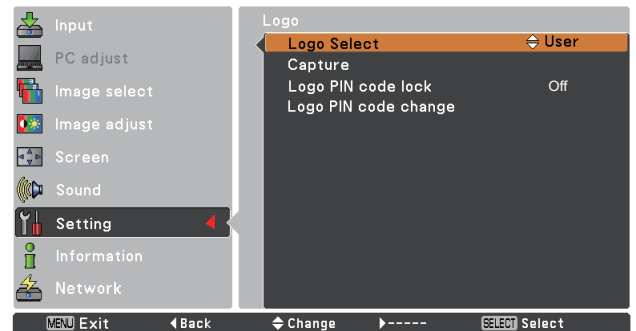 Input
PC adjust
Image select
Image adjust
Screen
Sound
Setting
Information
Network
Logo
Logo Select User
Capture
Logo PIN code lock Off
Logo PIN code change
MENU Exit Back Change ----- SELECT Select